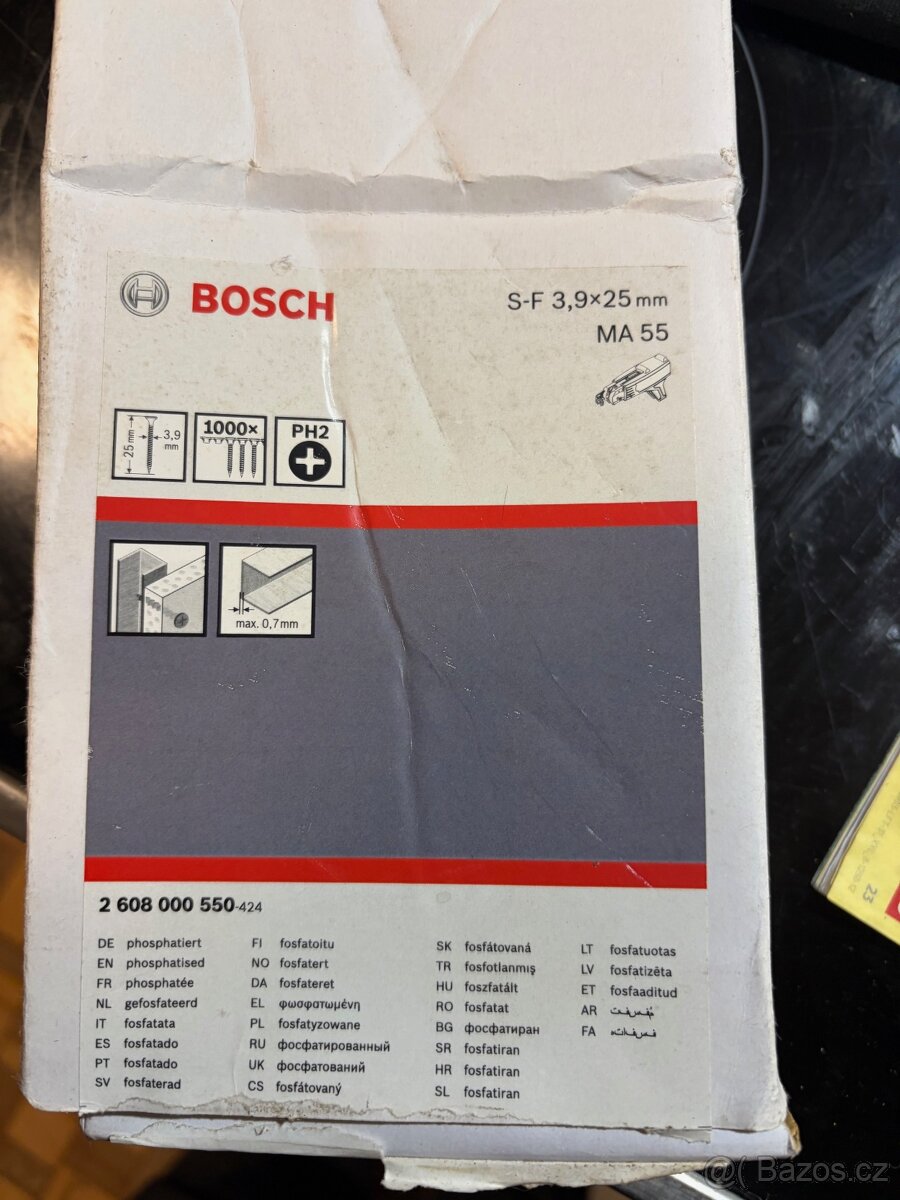 BOSCH
S-F 3,9×25 mm
MA 55
25 mm
3,9 mm
1000×
PH2
max. 0,7mm
2 608 000 550-424
DE phosphatiert
EN phosphatised
FR phosphatée
NL gefosfateerd
IT fosfatata
ES fosfatado
PT fosfatado
SV fosfaterad
FI fosfatoitu
NO fosfatert
DA fosfateret
EL φωσφατωμένη
PL fosfatyzowane
RU фосфатированный
UK фосфатований
CS fosfátovaný
SK fosfátovaná
TR fosfotlanmış
HU foszfatált
RO fosfatat
BG фосфатиран
SR fosfatiran
HR fosfatiran
SL fosfatiran
LT fosfatuotas
LV fosfatizēta
ET fosfaaditud
AR
FA
23
@( Bazos.cz